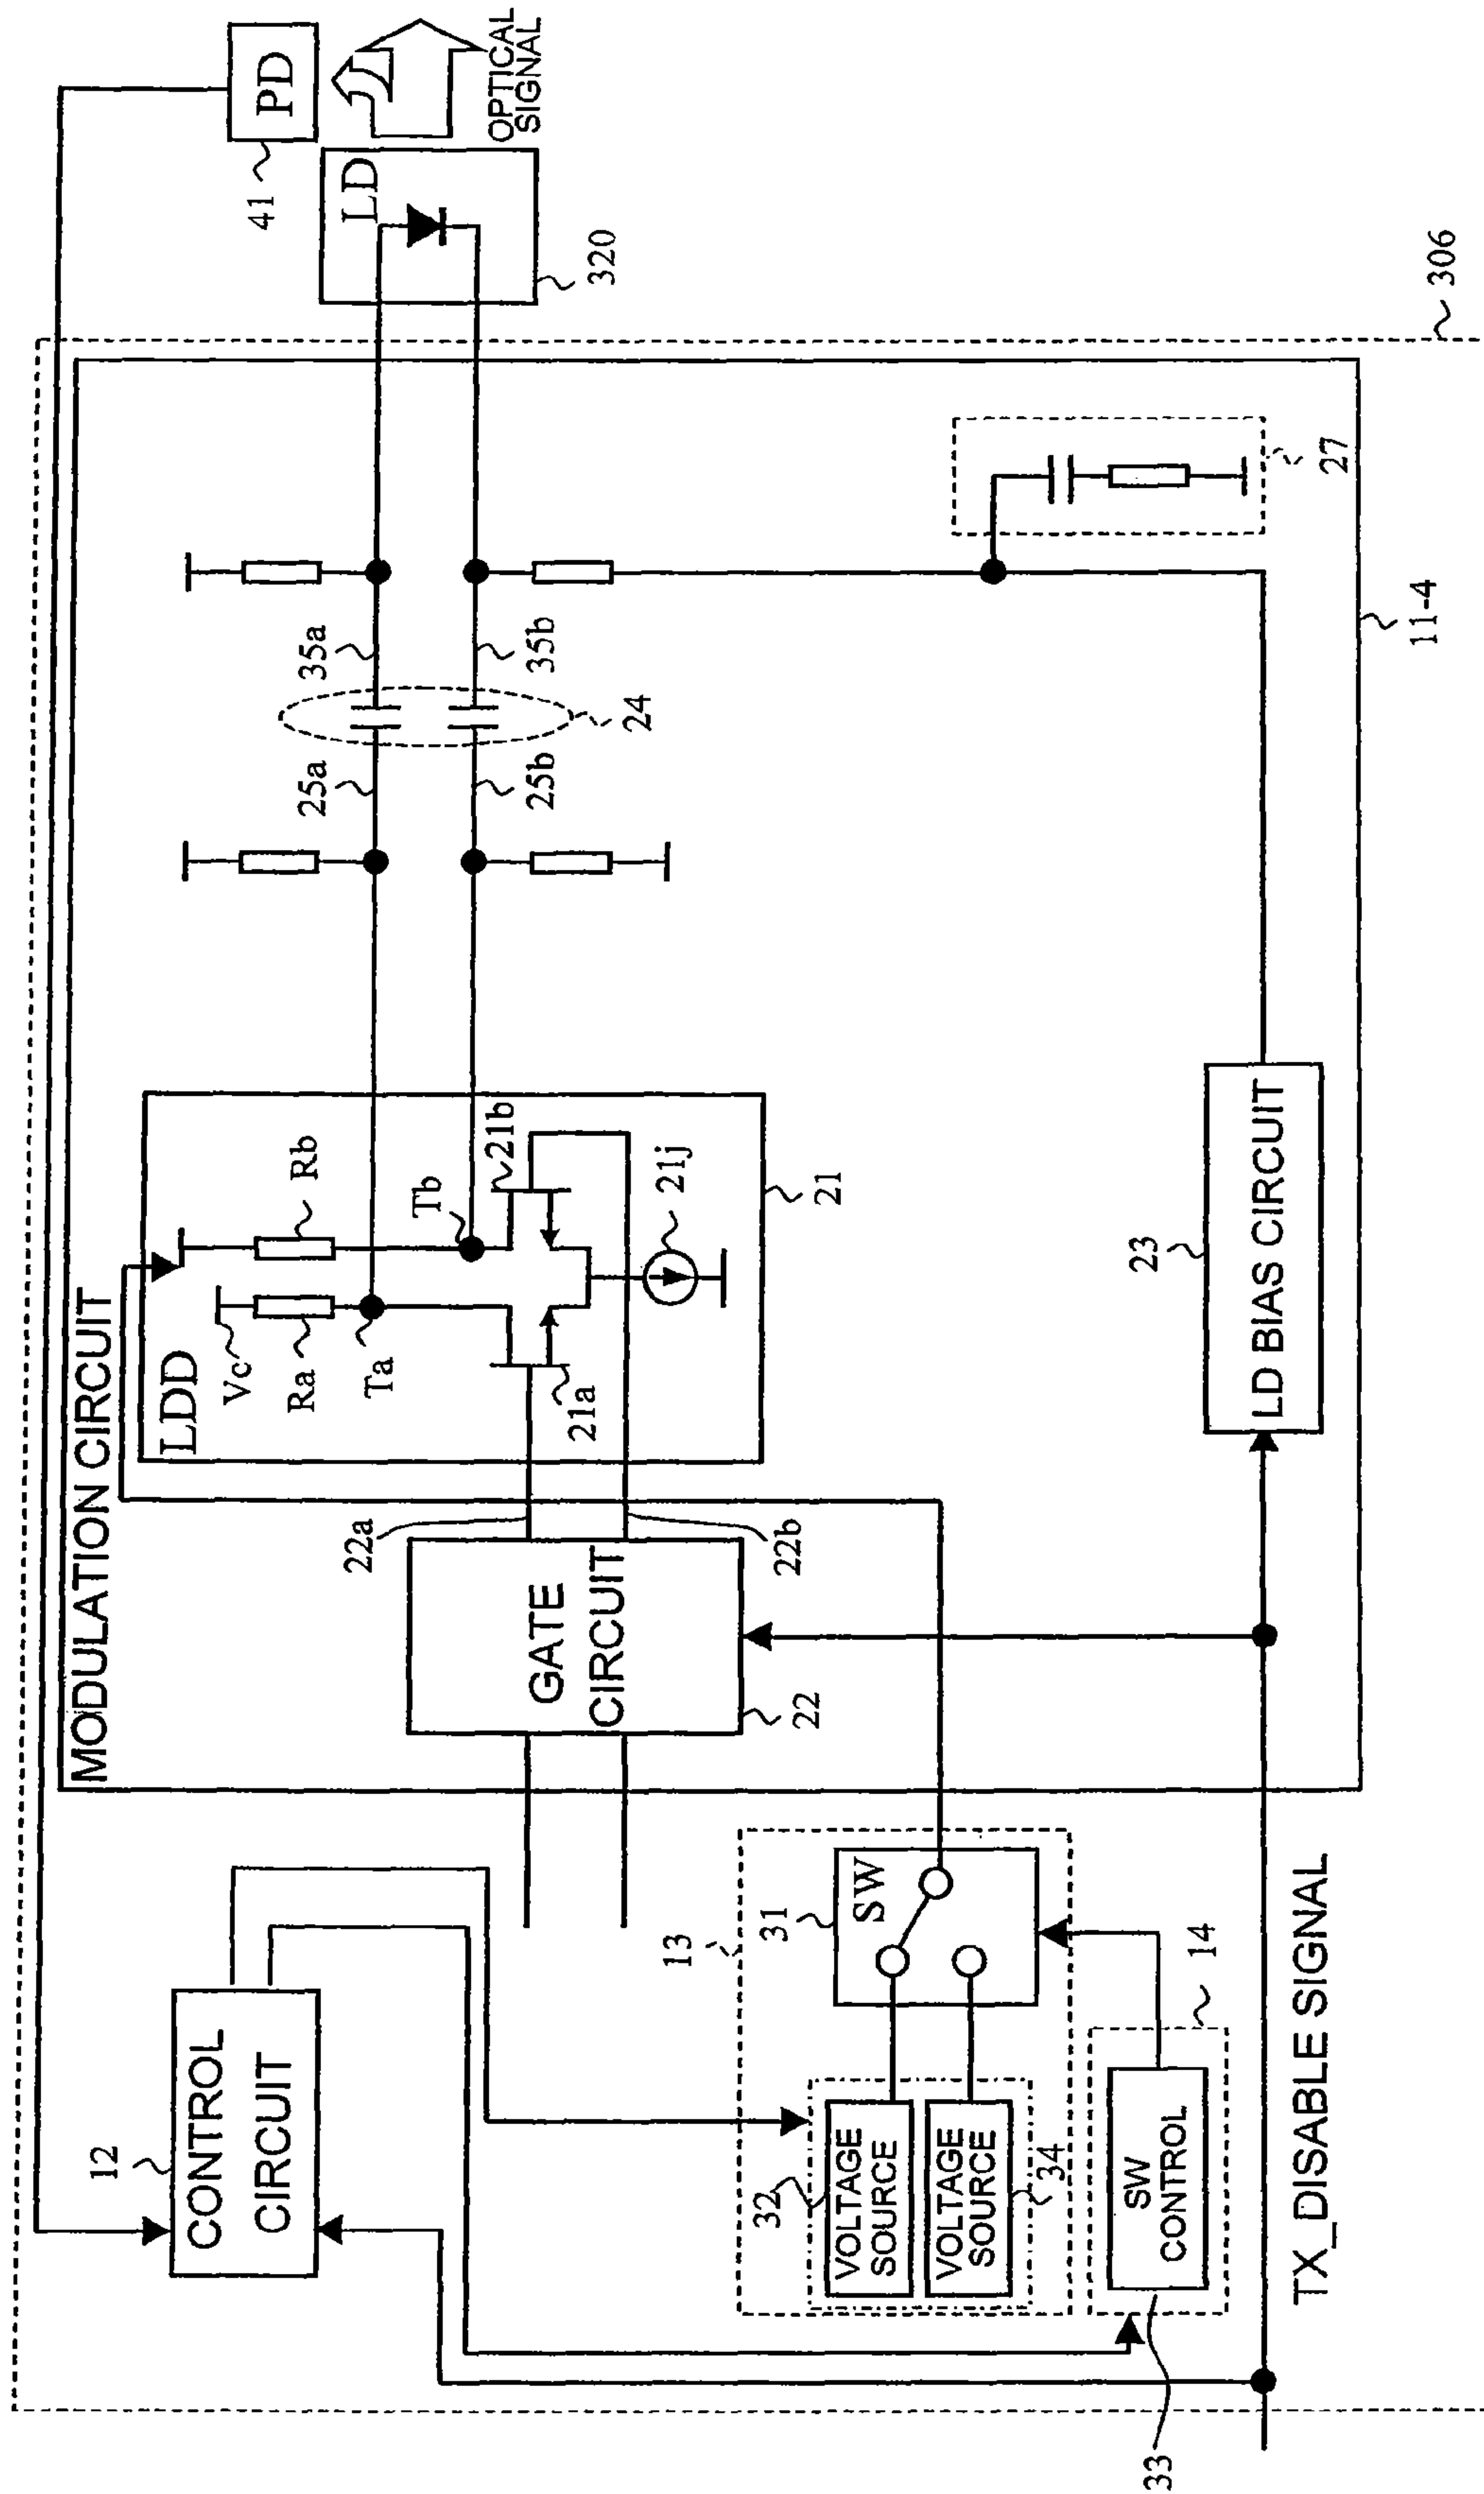 MODULATION CIRCUIT
12
CONTROL
CIRCUIT
LDD
Vc
Ra
Rb
Ta
Tb
21a
21b
21j
21
22a
22b
GATE
CIRCUIT
22
25a
25b
35a
35b
24
PD
41
LD
320
OPTICAL
SIGNAL
13
31
SW
32
VOLTAGE
SOURCE
VOLTAGE
SOURCE
34
14
SW
CONTROL
33
TX_DISABLE SIGNAL
23
LD BIAS CIRCUIT
27
11-4
306